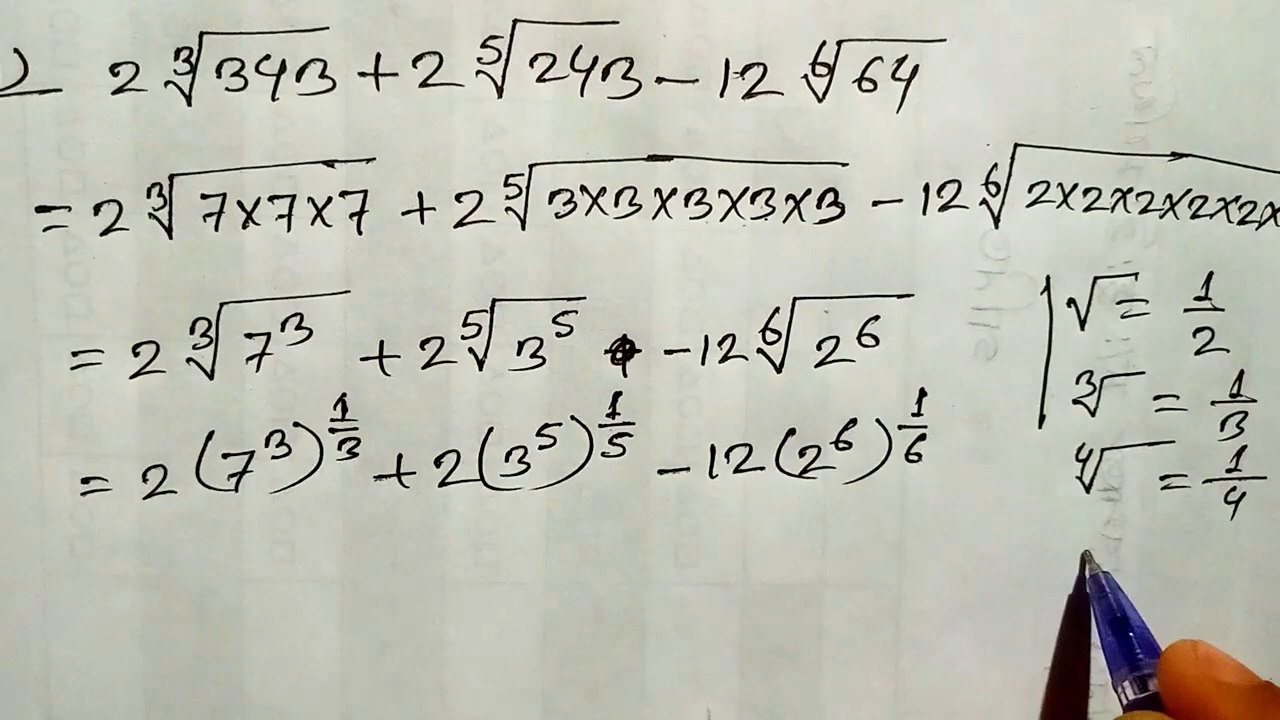 2 ∛343 + 2 ⁵√243 - 12 ⁶√64
= 2 ∛7×7×7 + 2 ⁵√3×3×3×3×3 - 12 ⁶√2×2×2×2×2×
= 2 ∛7³ + 2 ⁵√3⁵ - 12 ⁶√2⁶
= 2 (7³)^1/3 + 2 (3⁵)^1/5 - 12 (2⁶)^1/6
√ = 1/2
∛ = 1/3
∜ = 1/4